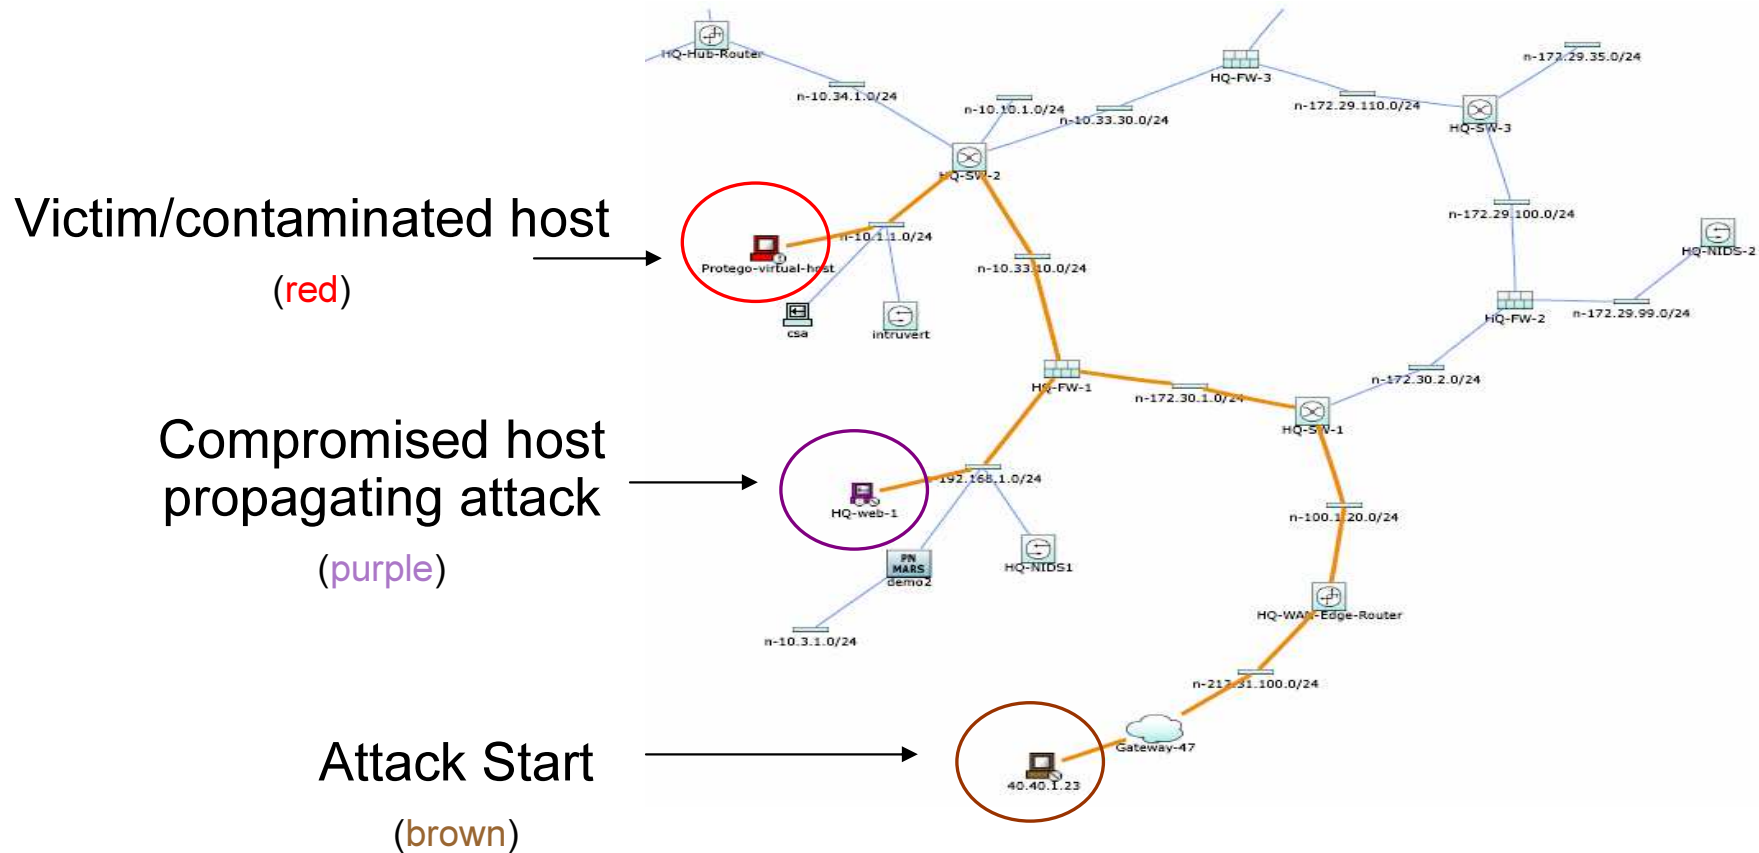 HQ-Hub-Router
n-10.34.1.0/24
n-10.10.1.0/24
n-10.33.30.0/24
HQ-FW-3
n-172.29.35.0/24
n-172.29.110.0/24
HQ-SW-3
HQ-SW-2
Victim/contaminated host
(red)
n-10.1.1.0/24
Protego-virtual-host
n-10.33.10.0/24
n-172.29.100.0/24
HQ-NIDS-2
csa
intruvert
HQ-FW-2
n-172.29.99.0/24
HQ-FW-1
n-172.30.1.0/24
n-172.30.2.0/24
HQ-SW-1
Compromised host
propagating attack
(purple)
192.168.1.0/24
HQ-web-1
n-100.1.20.0/24
PN
MARS
demo2
HQ-NIDS1
n-10.3.1.0/24
HQ-WAN-Edge-Router
n-217.31.100.0/24
Gateway-47
Attack Start
(brown)
40.40.1.23